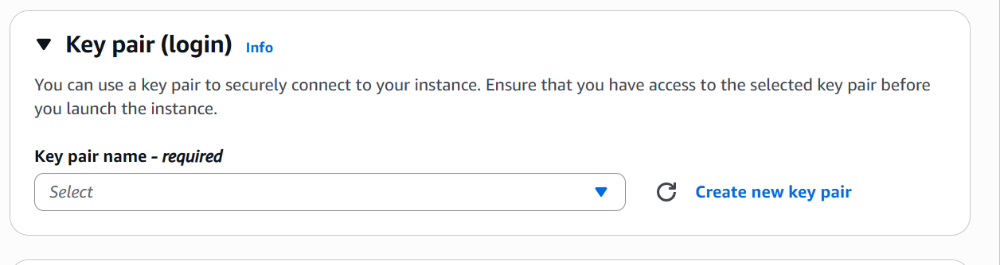 Key pair (login) Info
You can use a key pair to securely connect to your instance. Ensure that you have access to the selected key pair before
you launch the instance.
Key pair name - required
Select
Create new key pair